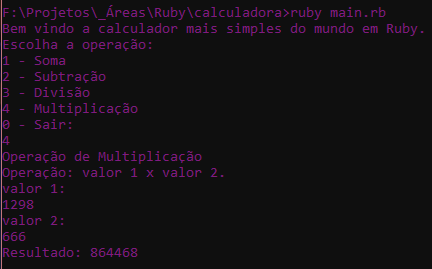 F:\Projetos\_Áreas\Ruby\calculadora>ruby main.rb
Bem vindo a calculador mais simples do mundo em Ruby.
Escolha a operação:
1 - Soma
2 - Subtração
3 - Divisão
4 - Multiplicação
0 - Sair:
4
Operação de Multiplicação
Operação: valor 1 x valor 2.
valor 1:
1298
valor 2:
666
Resultado: 864468